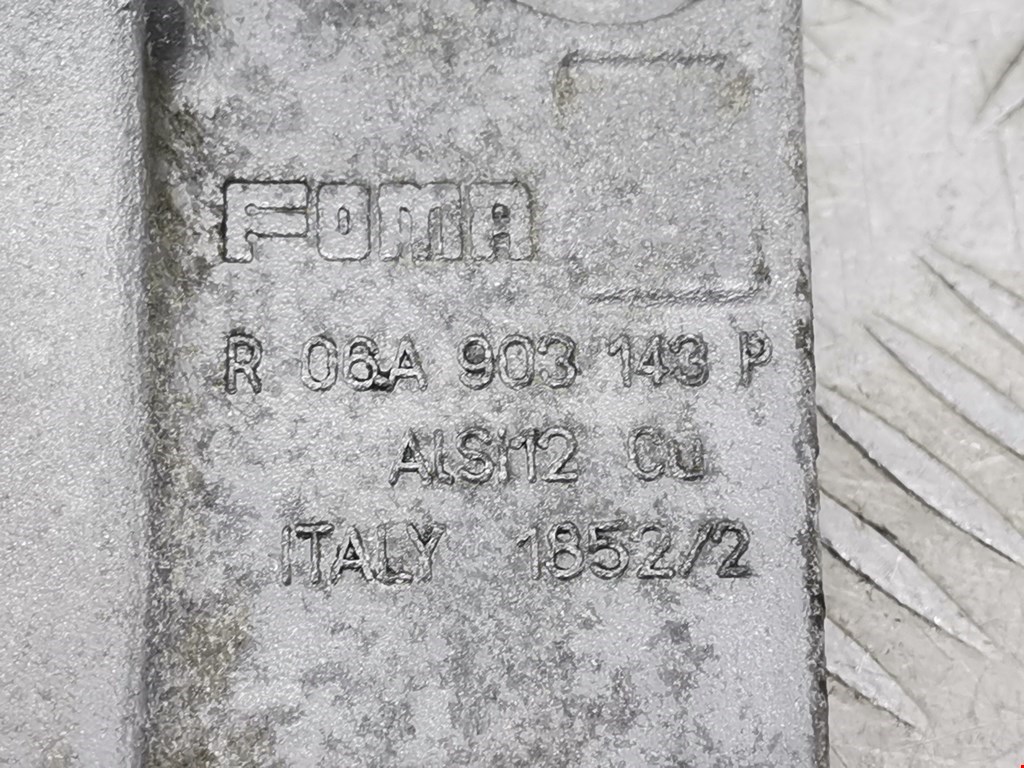 FOMA
R 06A 903 143 P
ALSI12 CU
ITALY 1852/2